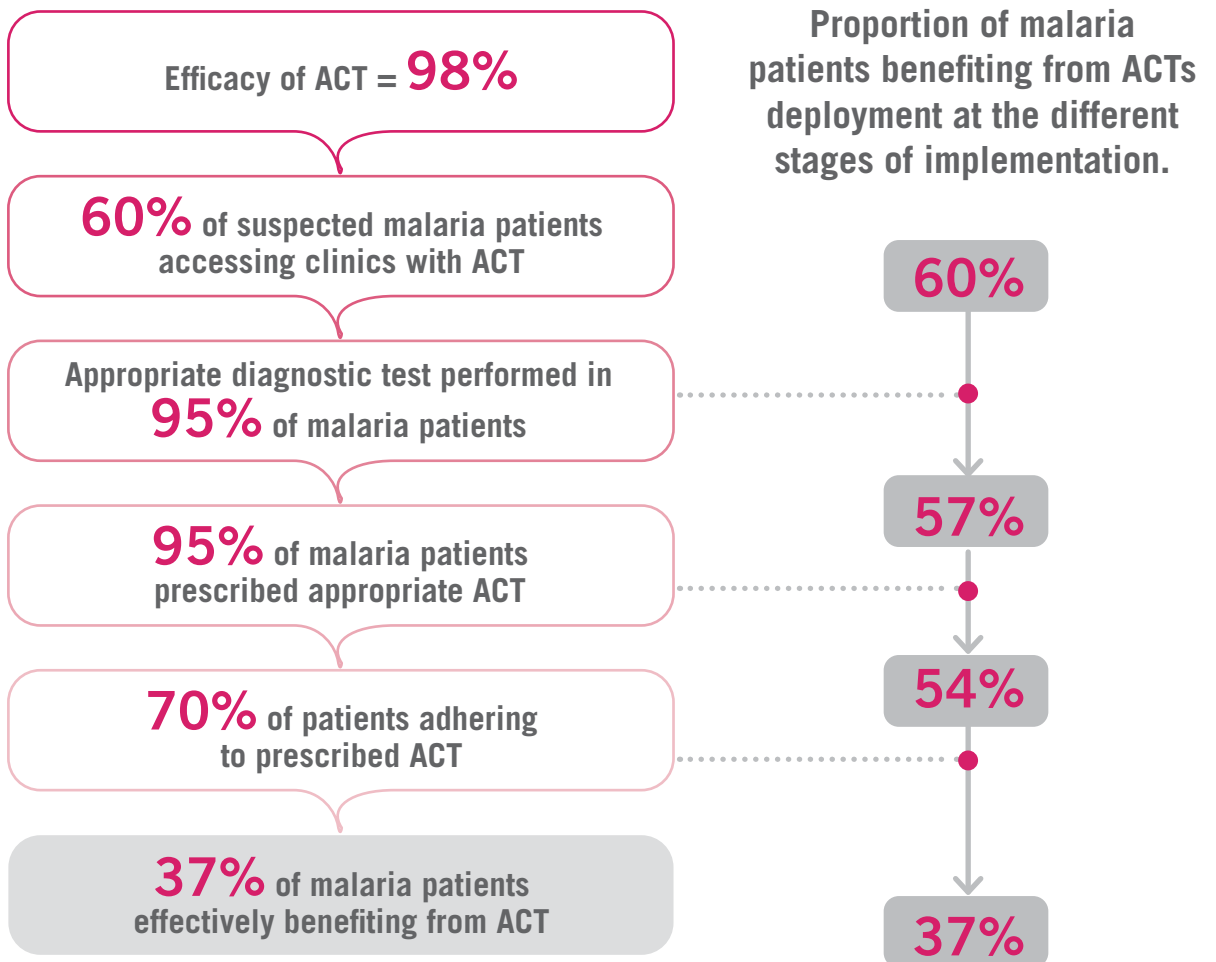 Efficacy of ACT = 98%
60% of suspected malaria patients
accessing clinics with ACT
Appropriate diagnostic test performed in
95% of malaria patients
95% of malaria patients
prescribed appropriate ACT
70% of patients adhering
to prescribed ACT
37% of malaria patients
effectively benefiting from ACT
Proportion of malaria
patients benefiting from ACTs
deployment at the different
stages of implementation.
60%
57%
54%
37%